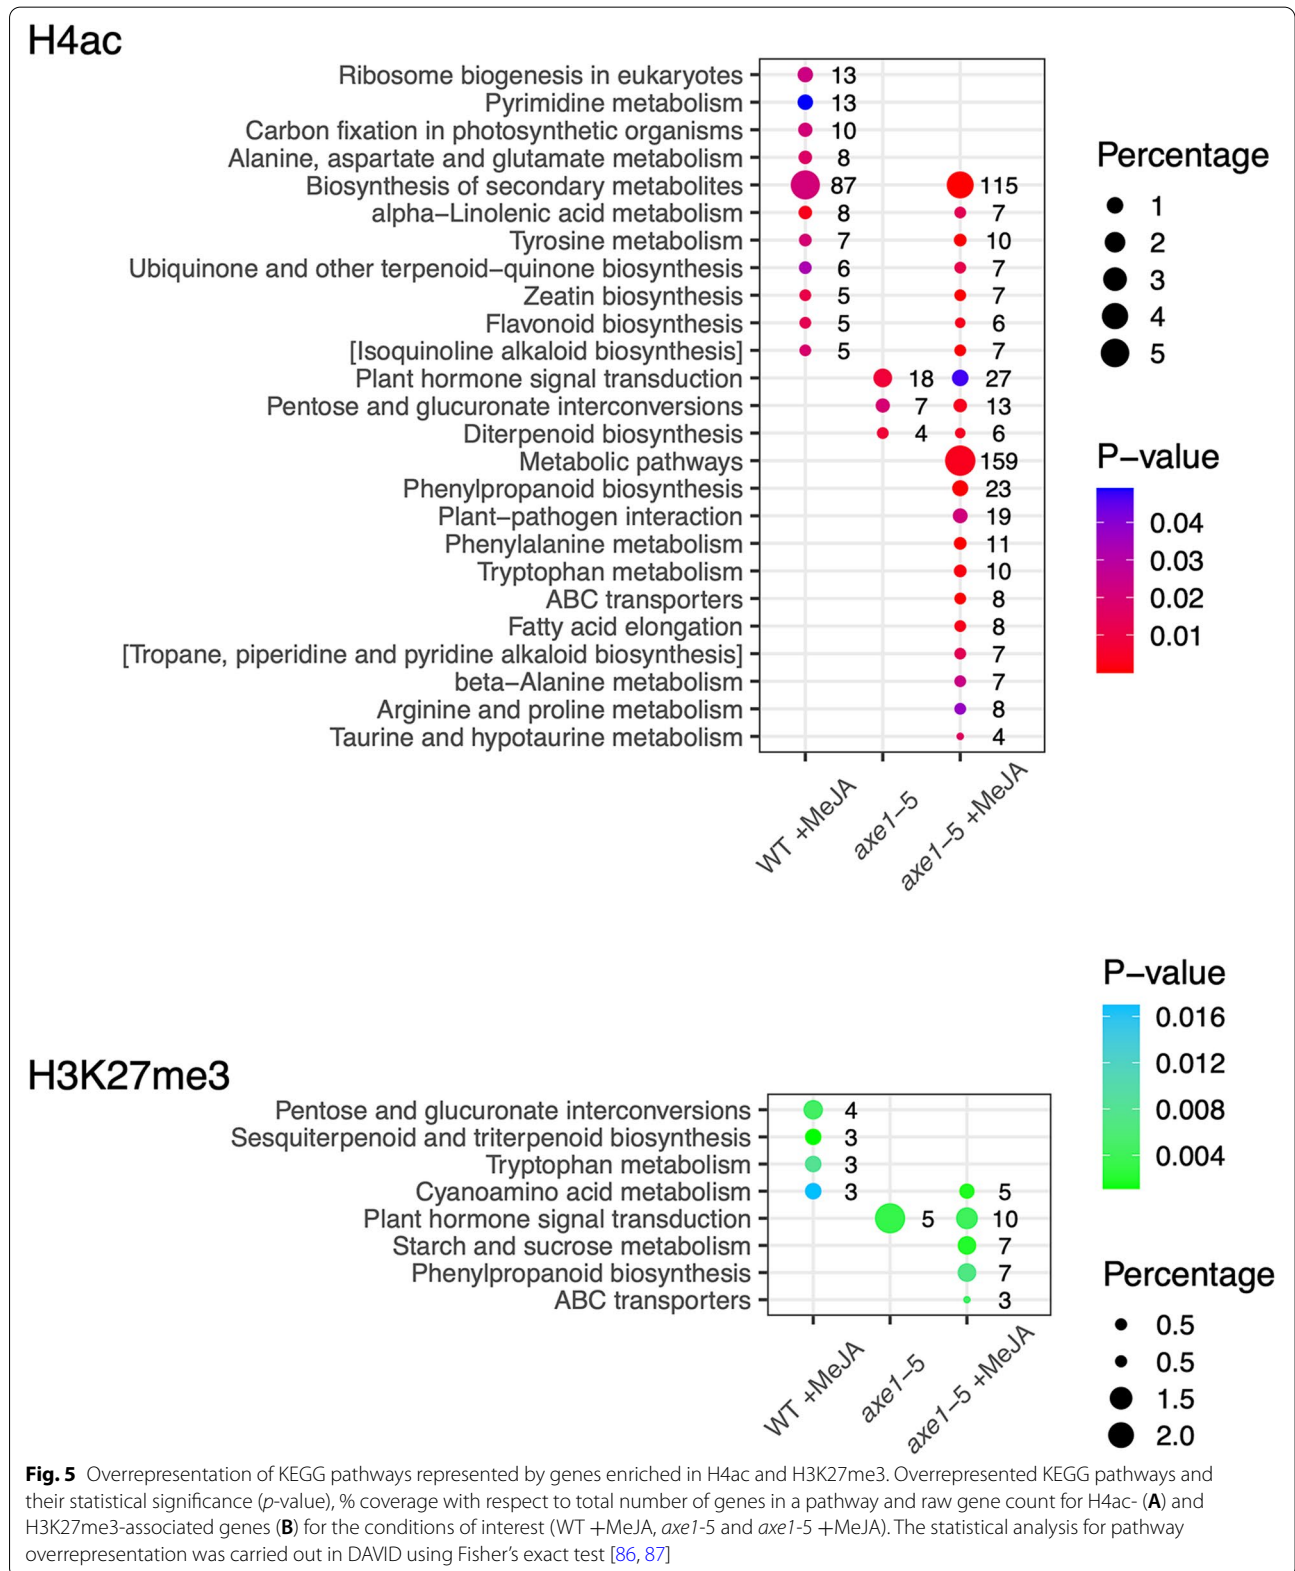 H4ac
Ribosome biogenesis in eukaryotes 13
Pyrimidine metabolism 13
Carbon fixation in photosynthetic organisms 10
Alanine, aspartate and glutamate metabolism 8
Biosynthesis of secondary metabolites 87 115
alpha−Linolenic acid metabolism 8 7
Tyrosine metabolism 7 10
Ubiquinone and other terpenoid−quinone biosynthesis 6 7
Zeatin biosynthesis 5 7
Flavonoid biosynthesis 5 6
[Isoquinoline alkaloid biosynthesis] 5 7
Plant hormone signal transduction 18 27
Pentose and glucuronate interconversions 7 13
Diterpenoid biosynthesis 4 6
Metabolic pathways 159
Phenylpropanoid biosynthesis 23
Plant−pathogen interaction 19
Phenylalanine metabolism 11
Tryptophan metabolism 10
ABC transporters 8
Fatty acid elongation 8
[Tropane, piperidine and pyridine alkaloid biosynthesis] 7
beta−Alanine metabolism 7
Arginine and proline metabolism 8
Taurine and hypotaurine metabolism 4
WT +MeJA
axe1−5
axe1−5 +MeJA
Percentage
1
2
3
4
5
P−value
0.04
0.03
0.02
0.01
H3K27me3
Pentose and glucuronate interconversions 4
Sesquiterpenoid and triterpenoid biosynthesis 3
Tryptophan metabolism 3
Cyanoamino acid metabolism 3 5
Plant hormone signal transduction 5 10
Starch and sucrose metabolism 7
Phenylpropanoid biosynthesis 7
ABC transporters 3
WT +MeJA
axe1−5
axe1−5 +MeJA
P−value
0.016
0.012
0.008
0.004
Percentage
0.5
0.5
1.5
2.0
Fig. 5 Overrepresentation of KEGG pathways represented by genes enriched in H4ac and H3K27me3. Overrepresented KEGG pathways and
their statistical significance (p-value), % coverage with respect to total number of genes in a pathway and raw gene count for H4ac- (A) and
H3K27me3-associated genes (B) for the conditions of interest (WT +MeJA, axe1-5 and axe1-5 +MeJA). The statistical analysis for pathway
overrepresentation was carried out in DAVID using Fisher’s exact test [86, 87]